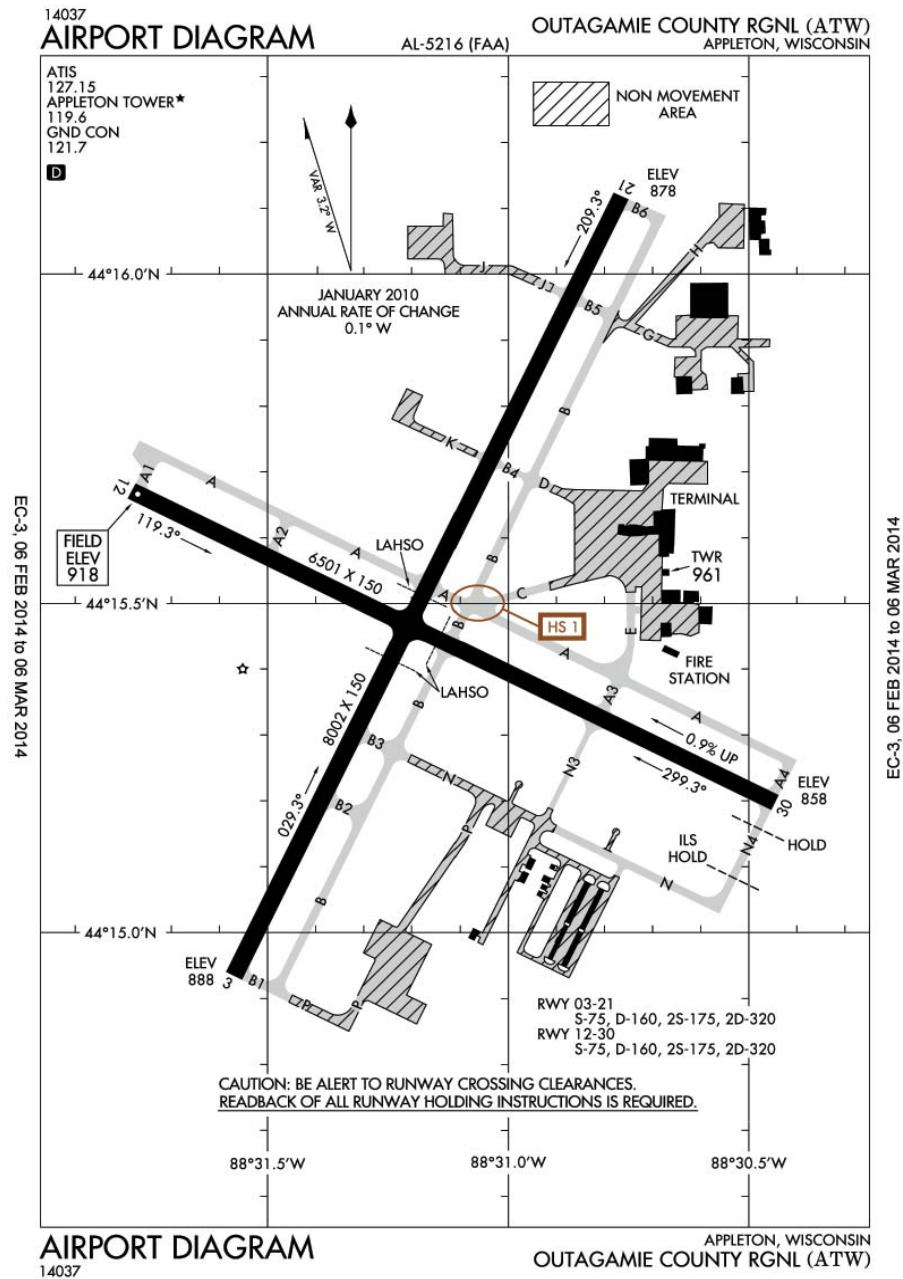 14037
AIRPORT DIAGRAM
AL-5216 (FAA)
OUTAGAMIE COUNTY RGNL (ATW)
APPLETON, WISCONSIN
ATIS
127.15
APPLETON TOWER★
119.6
GND CON
121.7
D
NON MOVEMENT
AREA
VAR 3.2° W
JANUARY 2010
ANNUAL RATE OF CHANGE
0.1° W
ELEV
878
21
B6
209.3°
H
44°16.0'N
J
J
B5
G
B
K
B4
D
TERMINAL
A1
A
12
119.3°
A2
A
FIELD
ELEV
918
LAHSO
6501 X 150
B
TWR
961
A
C
44°15.5'N
B
HS 1
E
A
FIRE
STATION
LAHSO
8002 X 150
B
A3
A
0.9% UP
299.3°
B3
N
N3
A4
ELEV
858
30
029.3°
B2
P
HOLD
ILS
HOLD
N4
N
B
44°15.0'N
ELEV
888
3
B1
P
P
RWY 03-21
S-75, D-160, 2S-175, 2D-320
RWY 12-30
S-75, D-160, 2S-175, 2D-320
CAUTION: BE ALERT TO RUNWAY CROSSING CLEARANCES.
READBACK OF ALL RUNWAY HOLDING INSTRUCTIONS IS REQUIRED.
88°31.5'W
88°31.0'W
88°30.5'W
EC-3, 06 FEB 2014 to 06 MAR 2014
EC-3, 06 FEB 2014 to 06 MAR 2014
AIRPORT DIAGRAM
14037
APPLETON, WISCONSIN
OUTAGAMIE COUNTY RGNL (ATW)